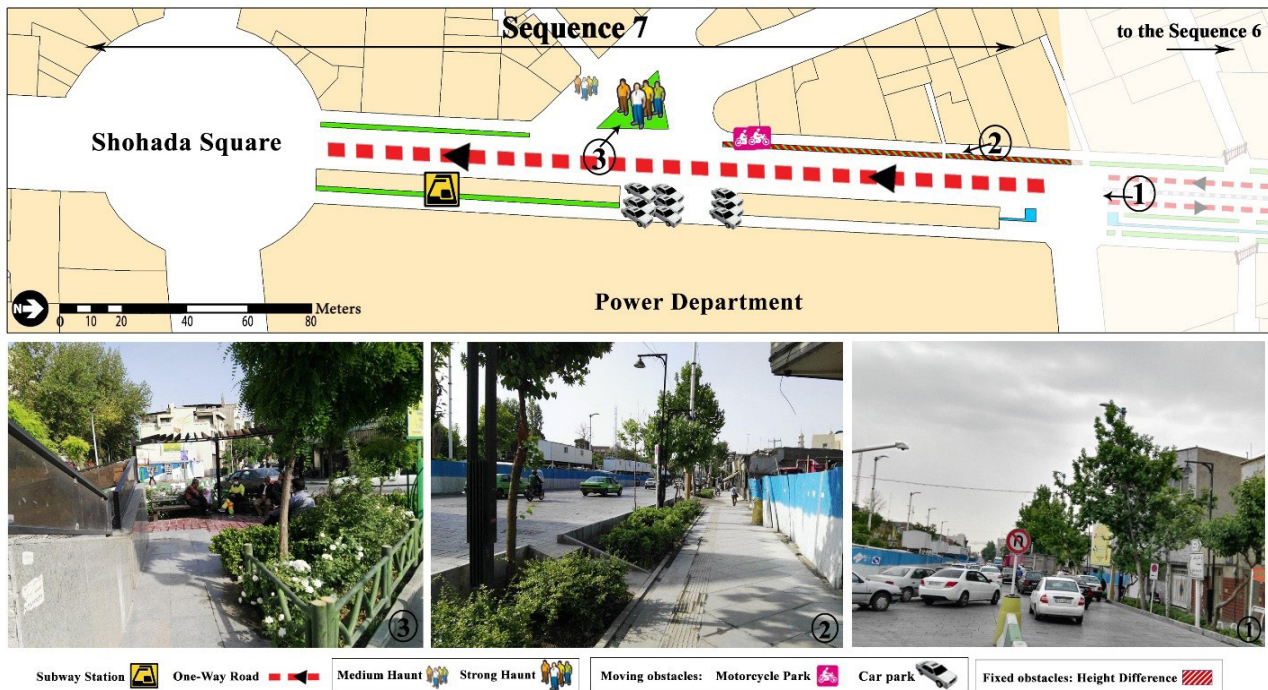 Sequence 7
to the Sequence 6
Shohada Square
3
2
1
Power Department
N
Meters
0 10 20 40 60 80
3
2
1
Subway Station
One-Way Road
Medium Haunt
Strong Haunt
Moving obstacles: Motorcycle Park
Car park
Fixed obstacles: Height Difference